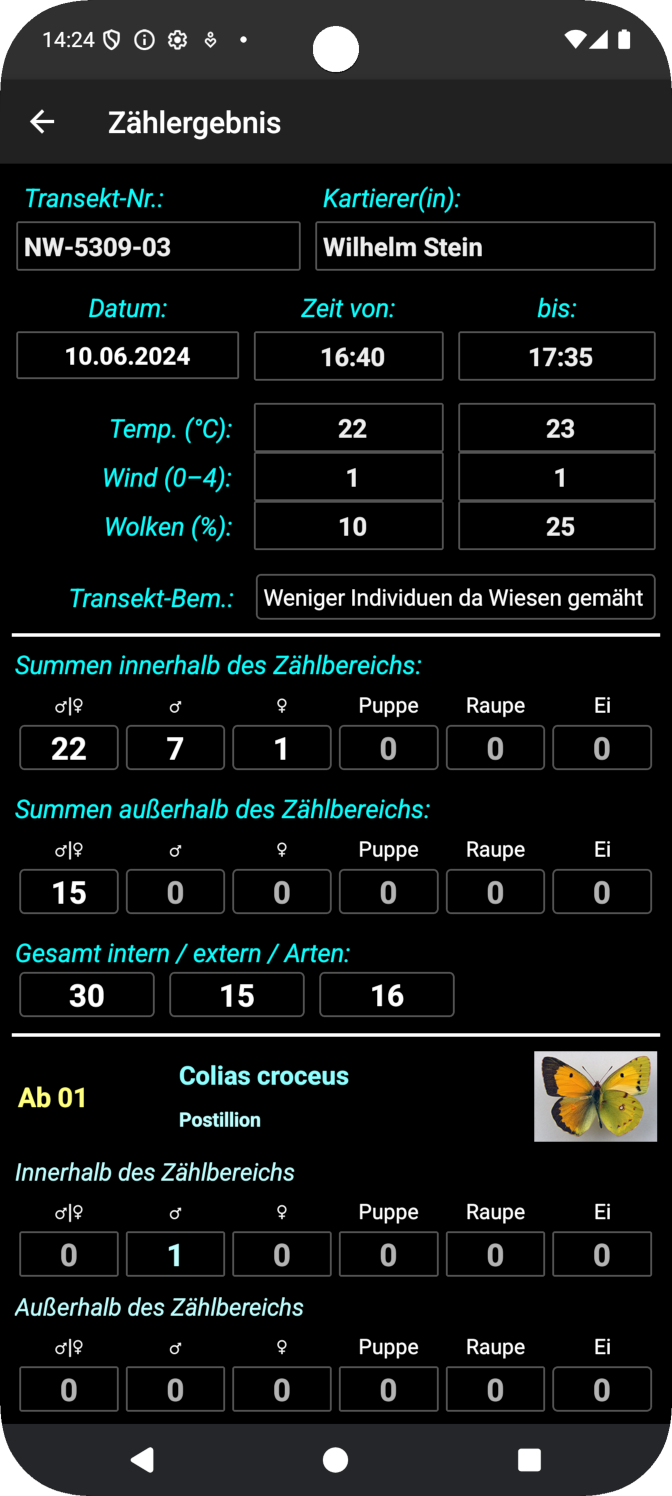 14:24
Zählergebnis
Transekt-Nr.: Kartierer(in):
NW-5309-03 Wilhelm Stein
Datum: Zeit von: bis:
10.06.2024 16:40 17:35
Temp. (°C): 22 23
Wind (0–4): 1 1
Wolken (%): 10 25
Transekt-Bem.: Weniger Individuen da Wiesen gemäht
Summen innerhalb des Zählbereichs:
♂|♀ ♂ ♀ Puppe Raupe Ei
22 7 1 0 0 0
Summen außerhalb des Zählbereichs:
♂|♀ ♂ ♀ Puppe Raupe Ei
15 0 0 0 0 0
Gesamt intern / extern / Arten:
30 15 16
Ab 01 Colias croceus
Postillion
Innerhalb des Zählbereichs
♂|♀ ♂ ♀ Puppe Raupe Ei
0 1 0 0 0 0
Außerhalb des Zählbereichs
♂|♀ ♂ ♀ Puppe Raupe Ei
0 0 0 0 0 0